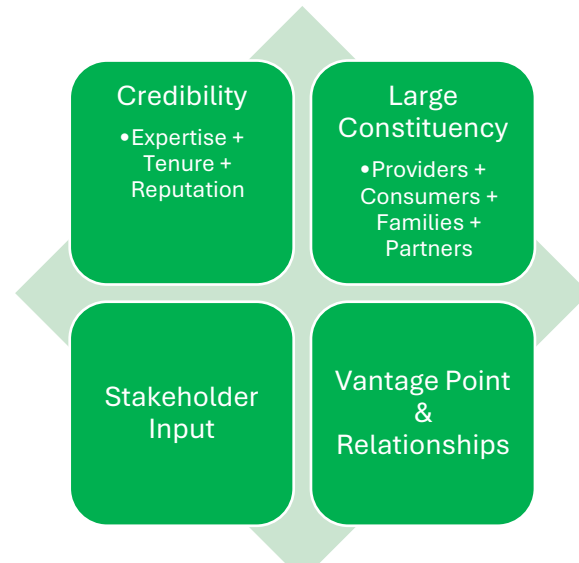 Credibility
•Expertise +
Tenure +
Reputation
Large
Constituency
•Providers +
Consumers +
Families +
Partners
Stakeholder
Input
Vantage Point
&
Relationships